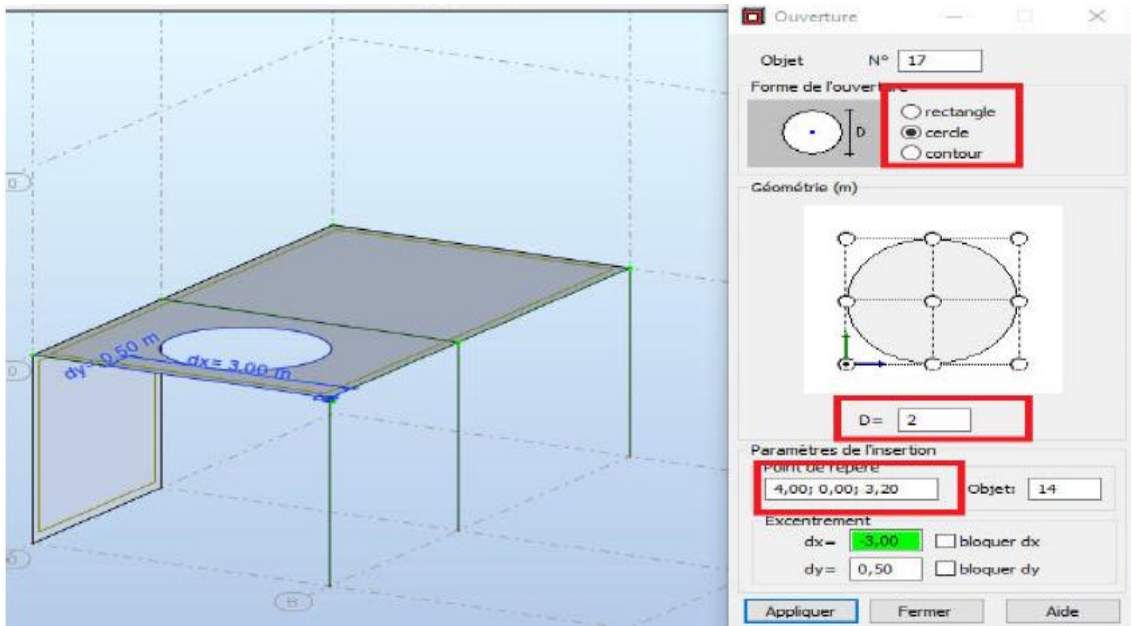 Ouverture
Objet N° 17
Forme de l'ouverture
rectangle
D
cercle
contour
Géométrie (m)
D= 2
Paramètres de l'insertion
Point de repère
4,00; 0,00; 3,20 Objet: 14
Excentrement
dx= -3,00 bloquer dx
dy= 0,50 bloquer dy
Appliquer Fermer Aide
dy= 0,50 m
dx= 3,00 m
B